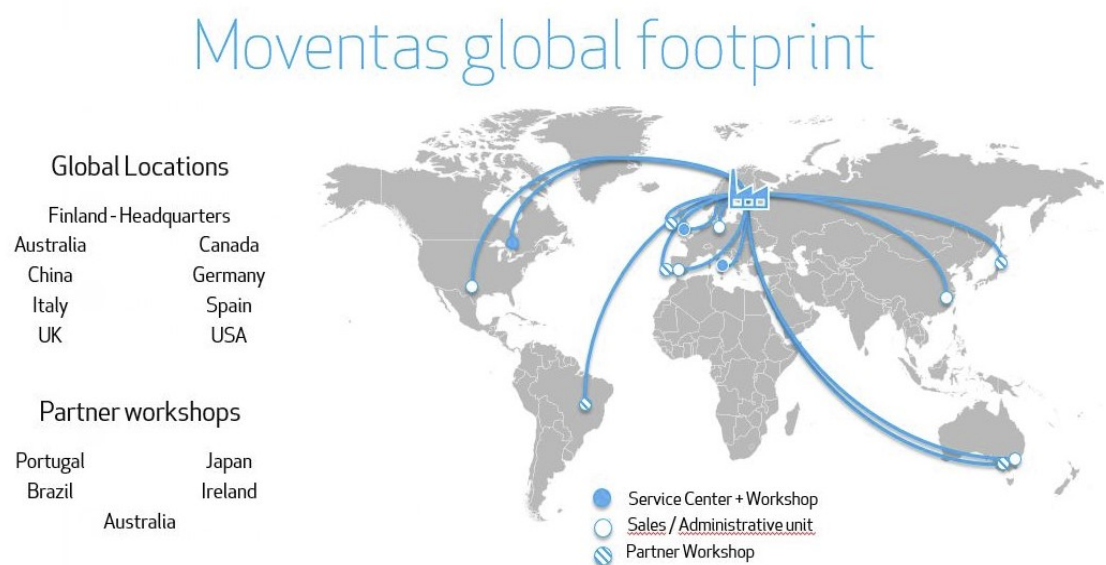 Moventas global footprint
Global Locations
Finland - Headquarters
Australia Canada
China Germany
Italy Spain
UK USA
Partner workshops
Portugal Japan
Brazil Ireland
Australia
Service Center + Workshop
Sales / Administrative unit
Partner Workshop